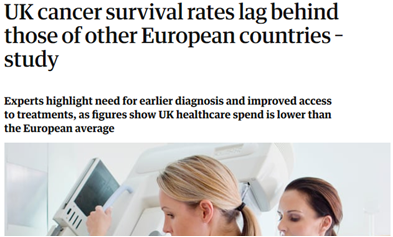 UK cancer survival rates lag behind
those of other European countries –
study
Experts highlight need for earlier diagnosis and improved access
to treatments, as figures show UK healthcare spend is lower than
the European average